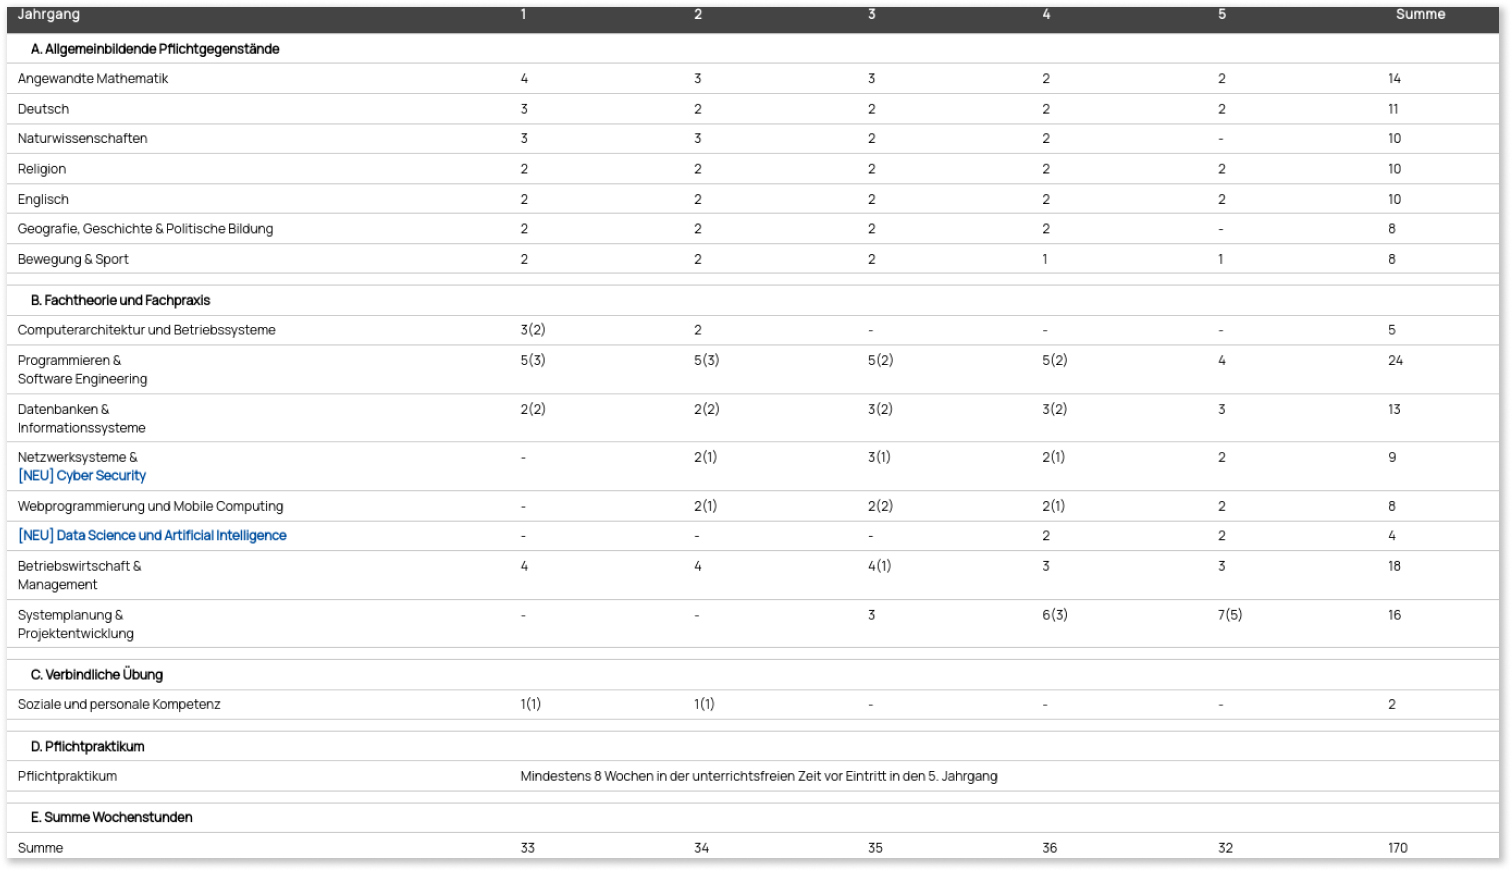 Jahrgang 1 2 3 4 5 Summe
A. Allgemeinbildende Pflichtgegenstände
Angewandte Mathematik 4 3 3 2 2 14
Deutsch 3 2 2 2 2 11
Naturwissenschaften 3 3 2 2 - 10
Religion 2 2 2 2 2 10
Englisch 2 2 2 2 2 10
Geografie, Geschichte & Politische Bildung 2 2 2 2 - 8
Bewegung & Sport 2 2 2 1 1 8
B. Fachtheorie und Fachpraxis
Computerarchitektur und Betriebssysteme 3(2) 2 - - - 5
Programmieren & 5(3) 5(3) 5(2) 5(2) 4 24
Software Engineering
Datenbanken & 2(2) 2(2) 3(2) 3(2) 3 13
Informationssysteme
Netzwerksysteme & - 2(1) 3(1) 2(1) 2 9
[NEU] Cyber Security
Webprogrammierung und Mobile Computing - 2(1) 2(2) 2(1) 2 8
[NEU] Data Science und Artificial Intelligence - - - 2 2 4
Betriebswirtschaft & 4 4 4(1) 3 3 18
Management
Systemplanung & - - 3 6(3) 7(5) 16
Projektentwicklung
C. Verbindliche Übung
Soziale und personale Kompetenz 1(1) 1(1) - - - 2
D. Pflichtpraktikum
Pflichtpraktikum Mindestens 8 Wochen in der unterrichtsfreien Zeit vor Eintritt in den 5. Jahrgang
E. Summe Wochenstunden
Summe 33 34 35 36 32 170